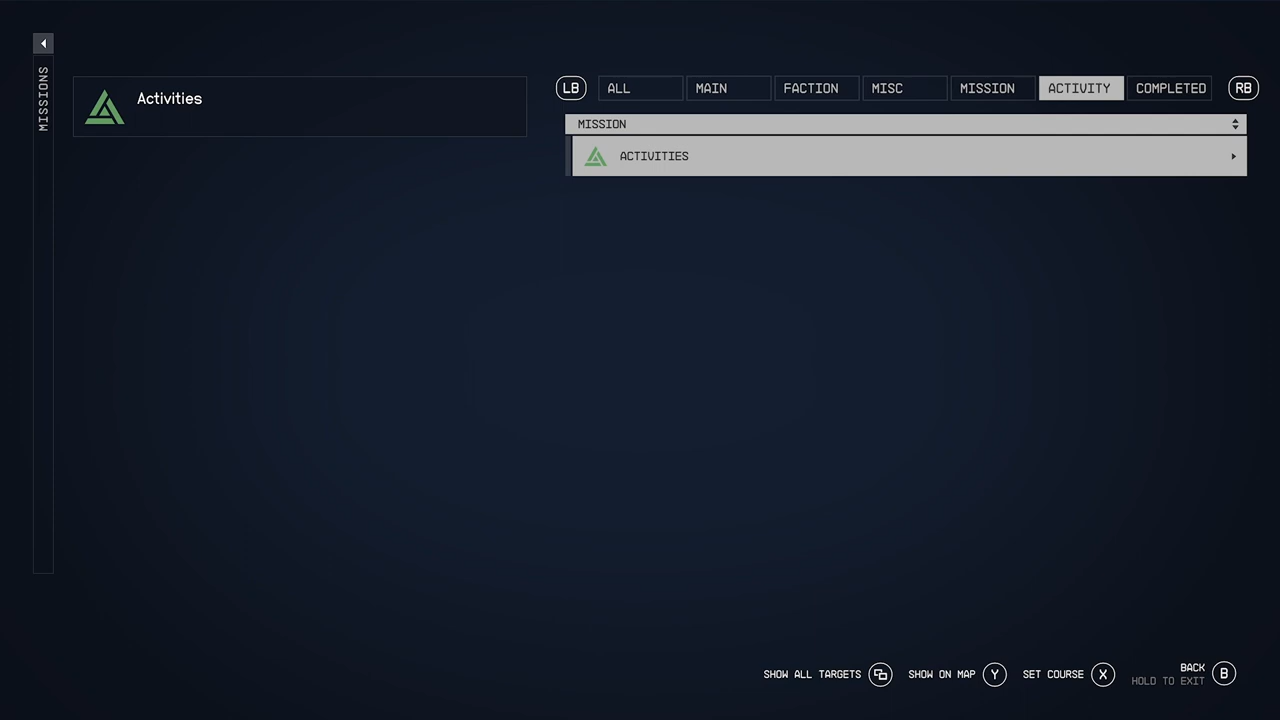 MISSIONS
Activities
LB ALL MAIN FACTION MISC MISSION ACTIVITY COMPLETED RB
MISSION
ACTIVITIES
SHOW ALL TARGETS SHOW ON MAP Y SET COURSE X BACK B
HOLD TO EXIT